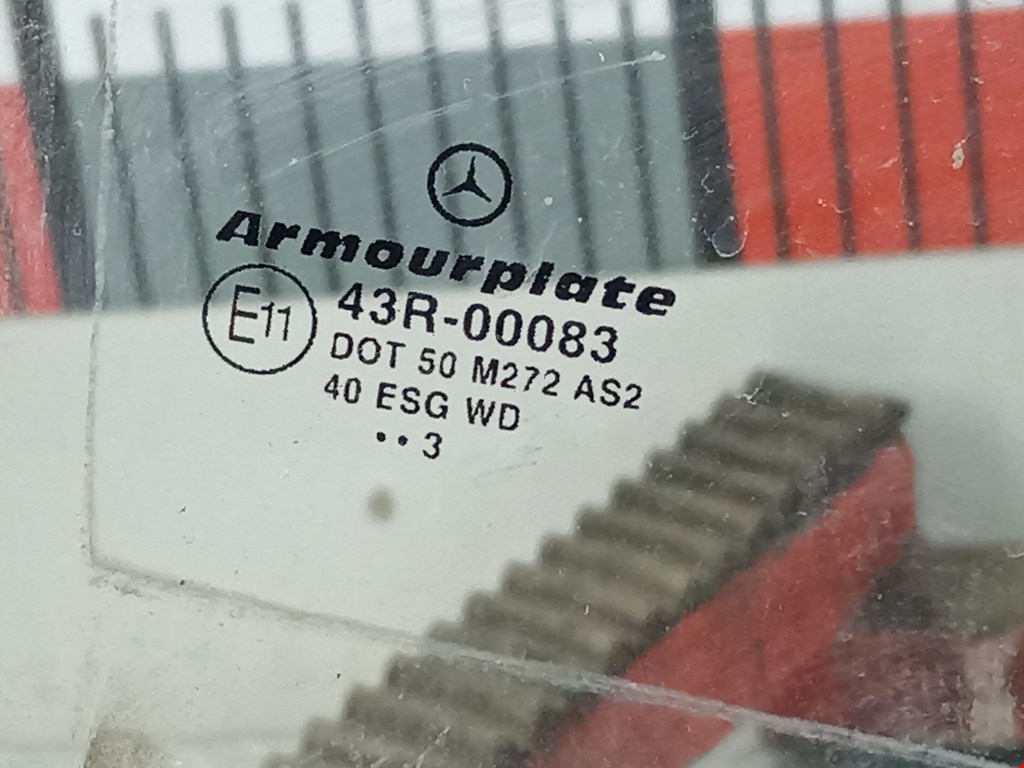 Armourplate
E11
43R-00083
DOT 50 M272 AS2
40 ESG WD
•• 3